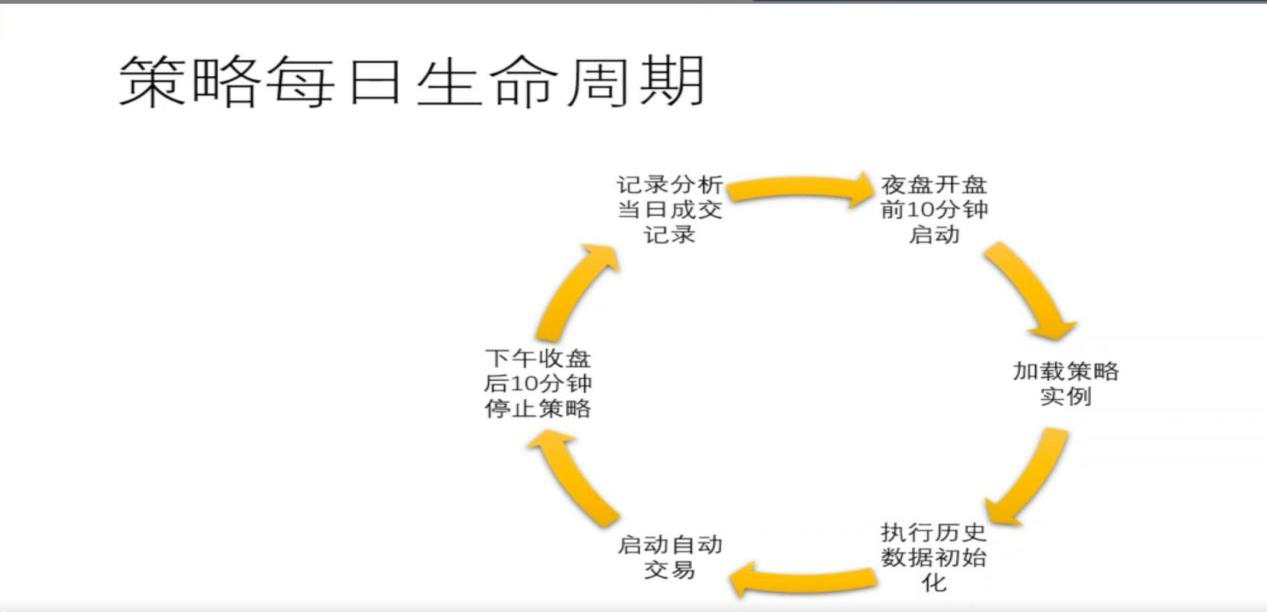 策略每日生命周期
记录分析
当日成交
记录
夜盘开盘
前10分钟
启动
加载策略
实例
执行历史
数据初始
化
启动自动
交易
下午收盘
后10分钟
停止策略